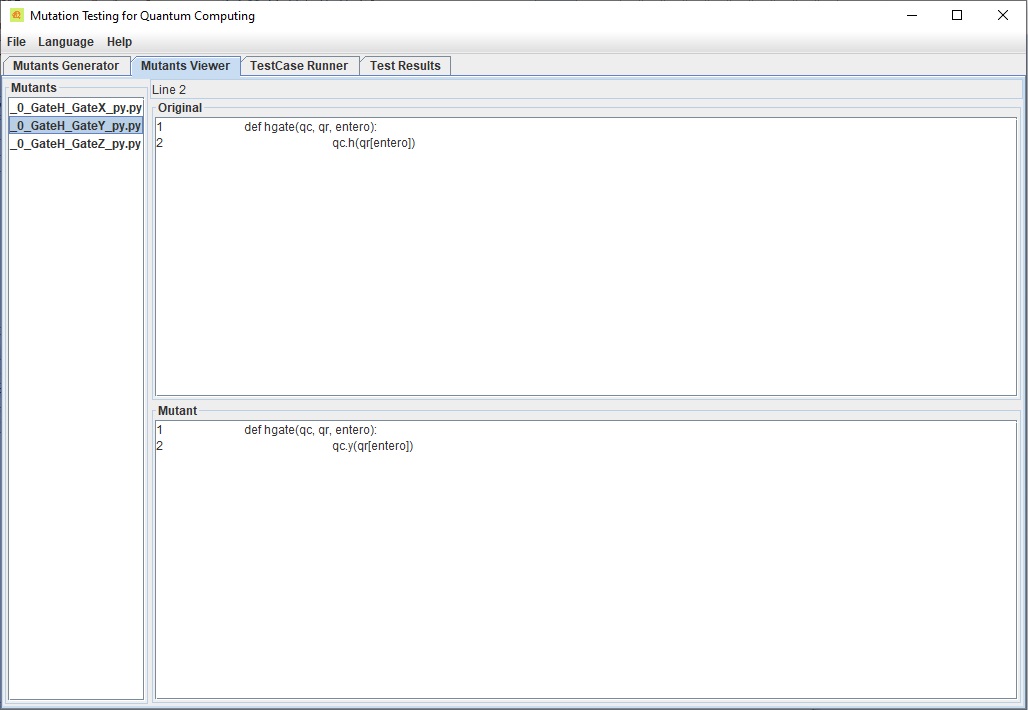 Mutation Testing for Quantum Computing
File Language Help
Mutants Generator Mutants Viewer TestCase Runner Test Results
Mutants
_0_GateH_GateX_py.py
_0_GateH_GateY_py.py
_0_GateH_GateZ_py.py
Line 2
Original
1 def hgate(qc, qr, entero):
2 qc.h(qr[entero])
Mutant
1 def hgate(qc, qr, entero):
2 qc.y(qr[entero])